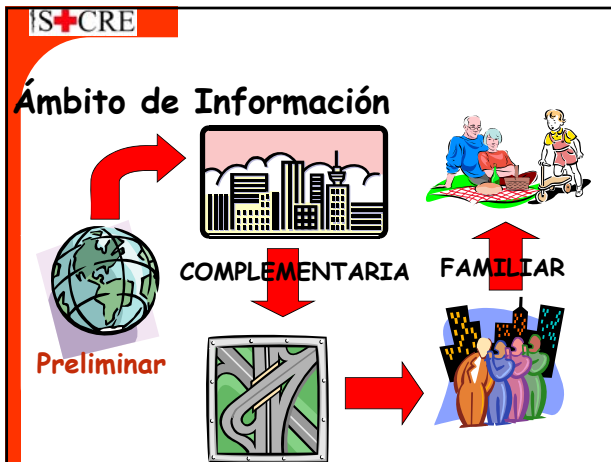 S+CRE
Ámbito de Información
COMPLEMENTARIA
FAMILIAR
Preliminar